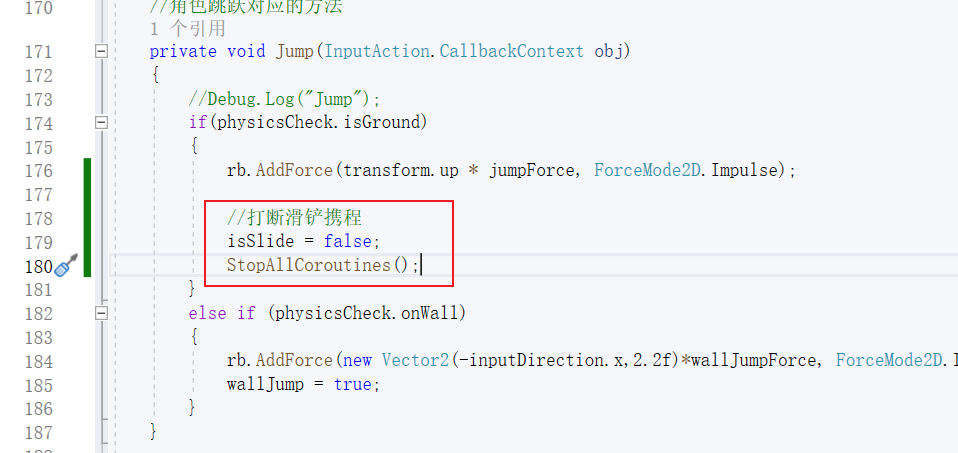 170 //角色跳跃对应的方法
1 个引用
171 private void Jump(InputAction.CallbackContext obj)
172 {
173 //Debug.Log("Jump");
174 if(physicsCheck.isGround)
175 {
176 rb.AddForce(transform.up * jumpForce, ForceMode2D.Impulse);
177
178 //打断滑铲携程
179 isSlide = false;
180 StopAllCoroutines();
181 }
182 else if (physicsCheck.onWall)
183 {
184 rb.AddForce(new Vector2(-inputDirection.x,2.2f)*wallJumpForce, ForceMode2D.I
185 wallJump = true;
186 }
187 }